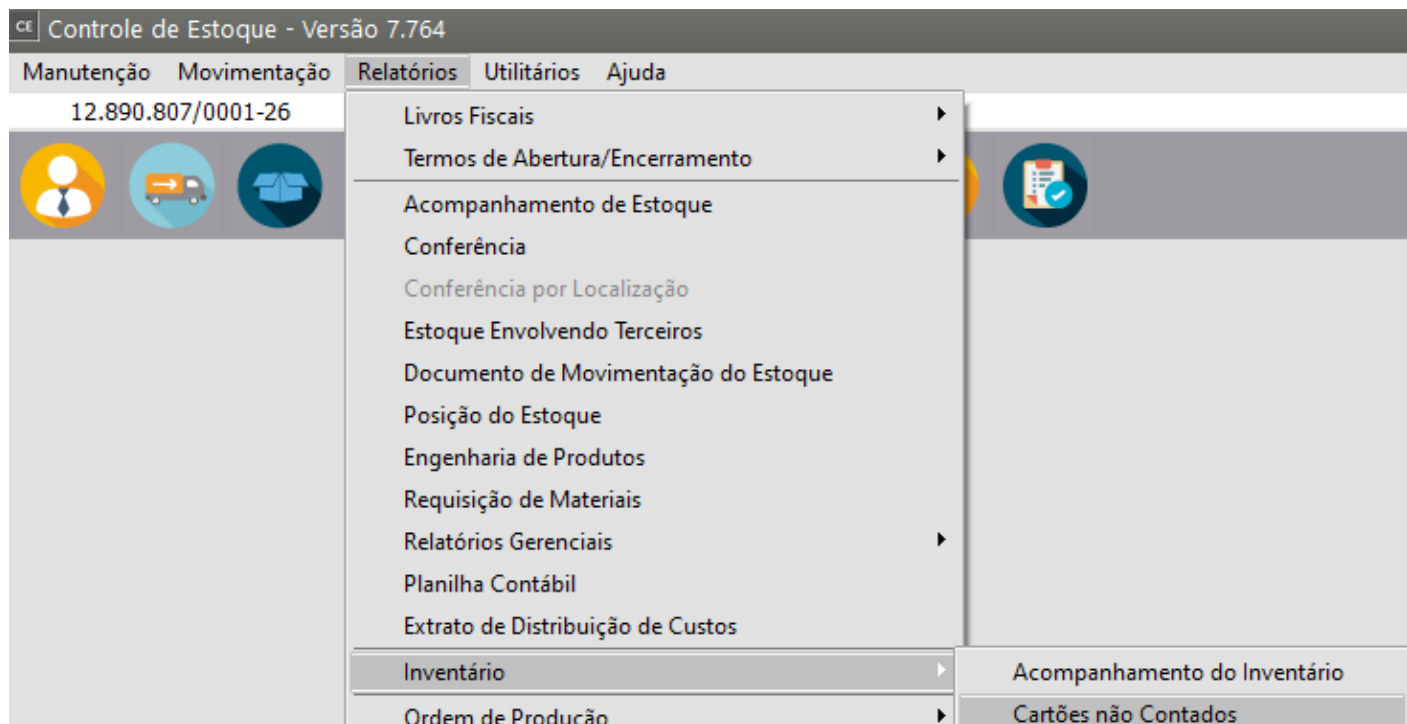 CE Controle de Estoque - Versão 7.764
Manutenção Movimentação Relatórios Utilitários Ajuda
12.890.807/0001-26
Livros Fiscais
Termos de Abertura/Encerramento
Acompanhamento de Estoque
Conferência
Conferência por Localização
Estoque Envolvendo Terceiros
Documento de Movimentação do Estoque
Posição do Estoque
Engenharia de Produtos
Requisição de Materiais
Relatórios Gerenciais
Planilha Contábil
Extrato de Distribuição de Custos
Inventário
Acompanhamento do Inventário
Ordem de Produção
Cartões não Contados